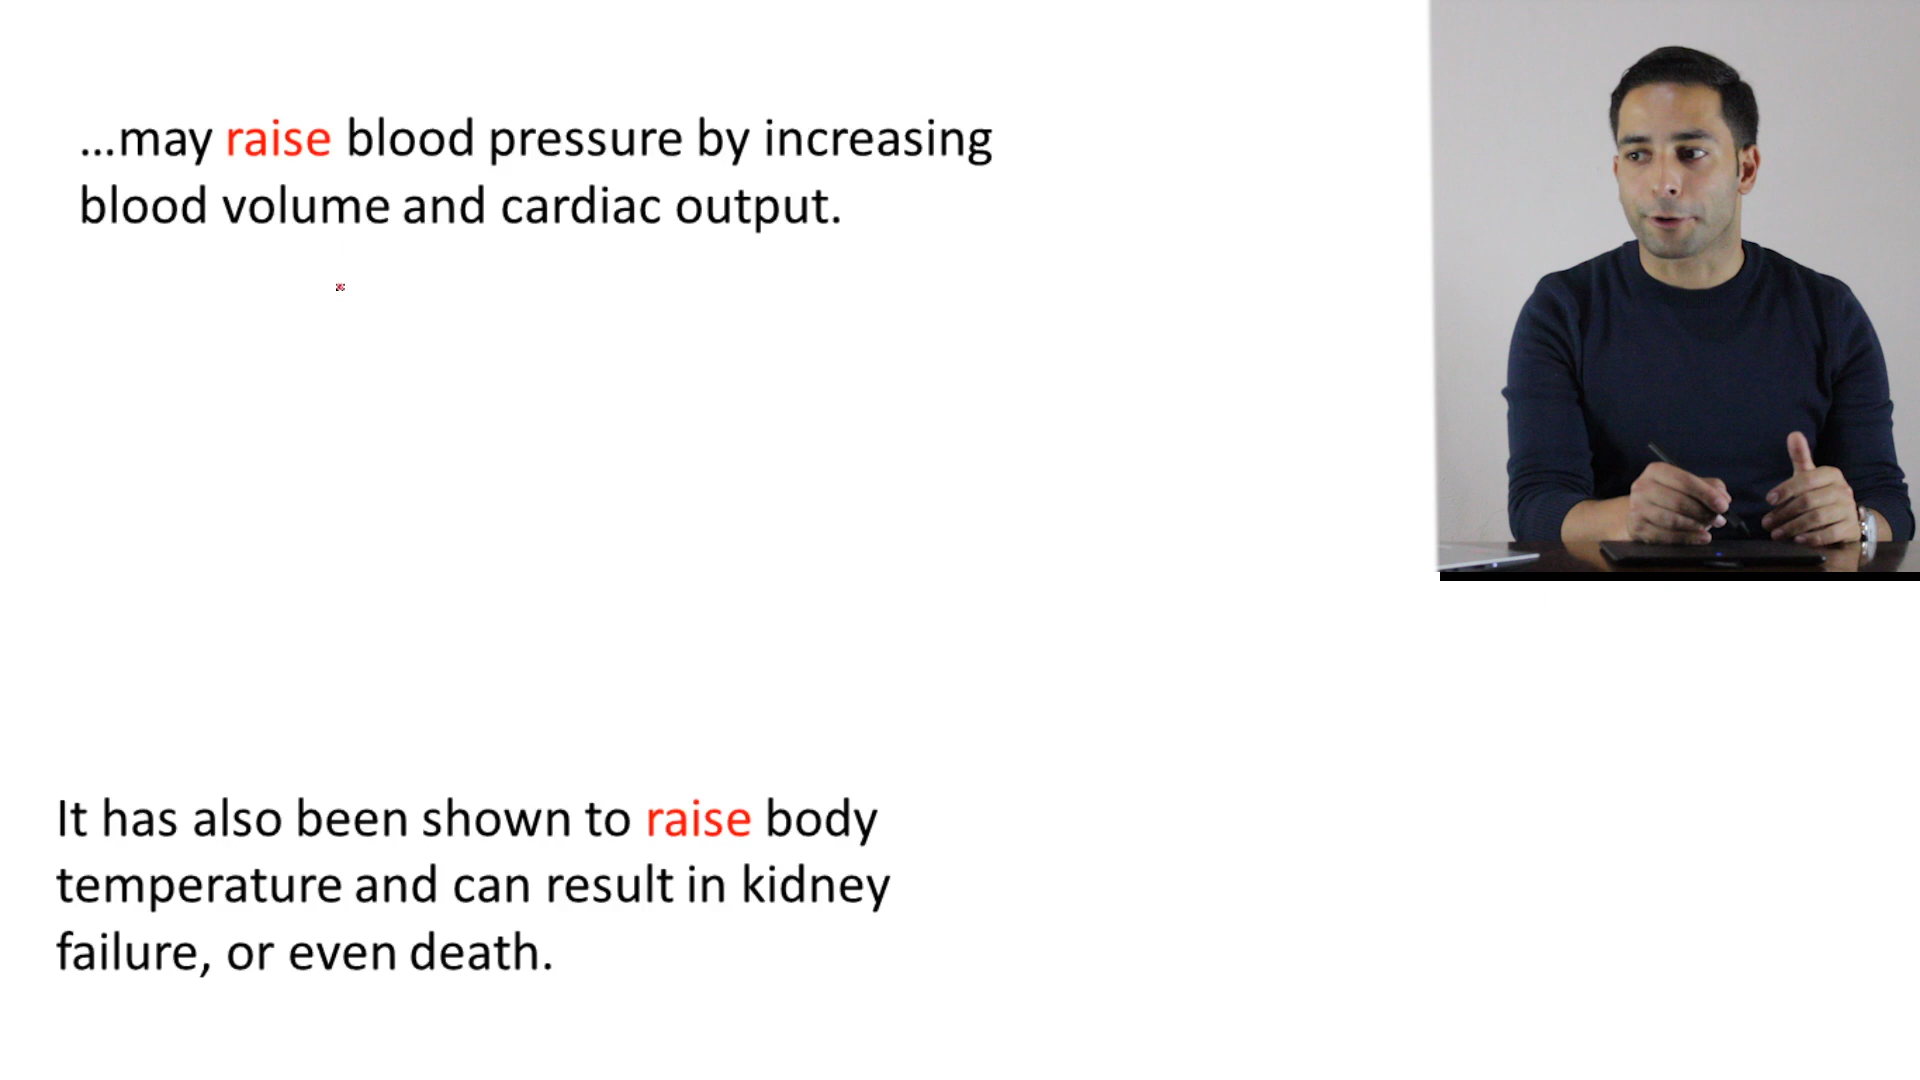 ...may raise blood pressure by increasing
blood volume and cardiac output.
It has also been shown to raise body
temperature and can result in kidney
failure, or even death.